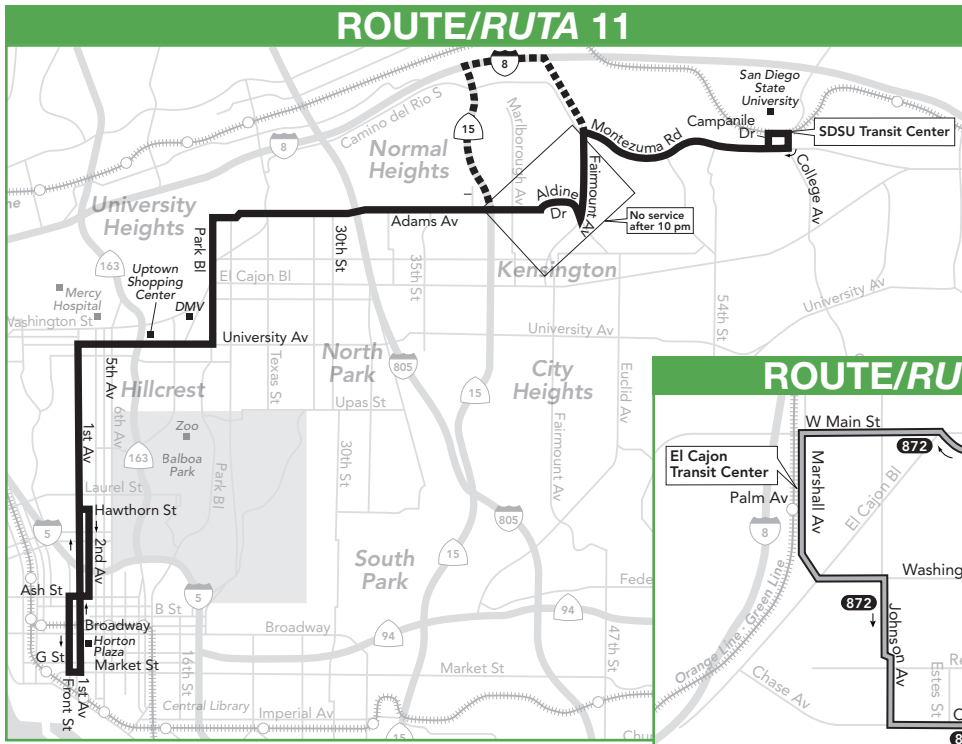 ROUTE/RUTA 11
San Diego
State
University
8
Campanile
Dr
SDSU Transit Center
Camino del Rio S
15
Marlborough Av
Montezuma Rd
College Av
8
Normal
Heights
Fairmount Av
Aldine
Dr
University
Heights
Adams Av
No service
after 10 pm
Park Bl
30th St
35th St
Kensington
163
Uptown
Shopping
Center
El Cajon Bl
Mercy
Hospital
DMV
54th St
University Av
Washington St
University Av
University Av
5th Av
Texas St
North
Park
805
City
Heights
Euclid Av
Hillcrest
6th Av
15
Upas St
Fairmount Av
1st Av
Zoo
163
Balboa
Park
Park Bl
30th St
Laurel St
Hawthorn St
805
5
2nd Av
15
South
Park
Ash St
5
B St
94
Broadway
Broadway
94
47th St
Horton
Plaza
G St
Market St
Market St
16th St
Front St
1st Av
Central Library
Imperial Av
15
ROUTE/RU
W Main St
872
El Cajon
Transit Center
Marshall Av
El Cajon Bl
Palm Av
8
Orange Line · Green Line
Washing
872
Johnson Av
Estes St
Chase Av